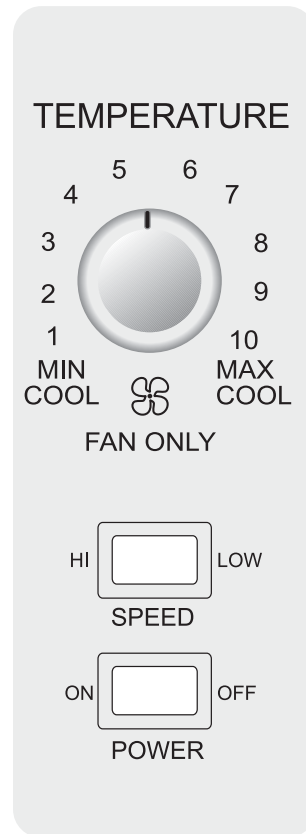 TEMPERATURE
5 6
4 7
3 8
2 9
1 10
MIN MAX
COOL COOL
FAN ONLY
HI LOW
SPEED
ON OFF
POWER